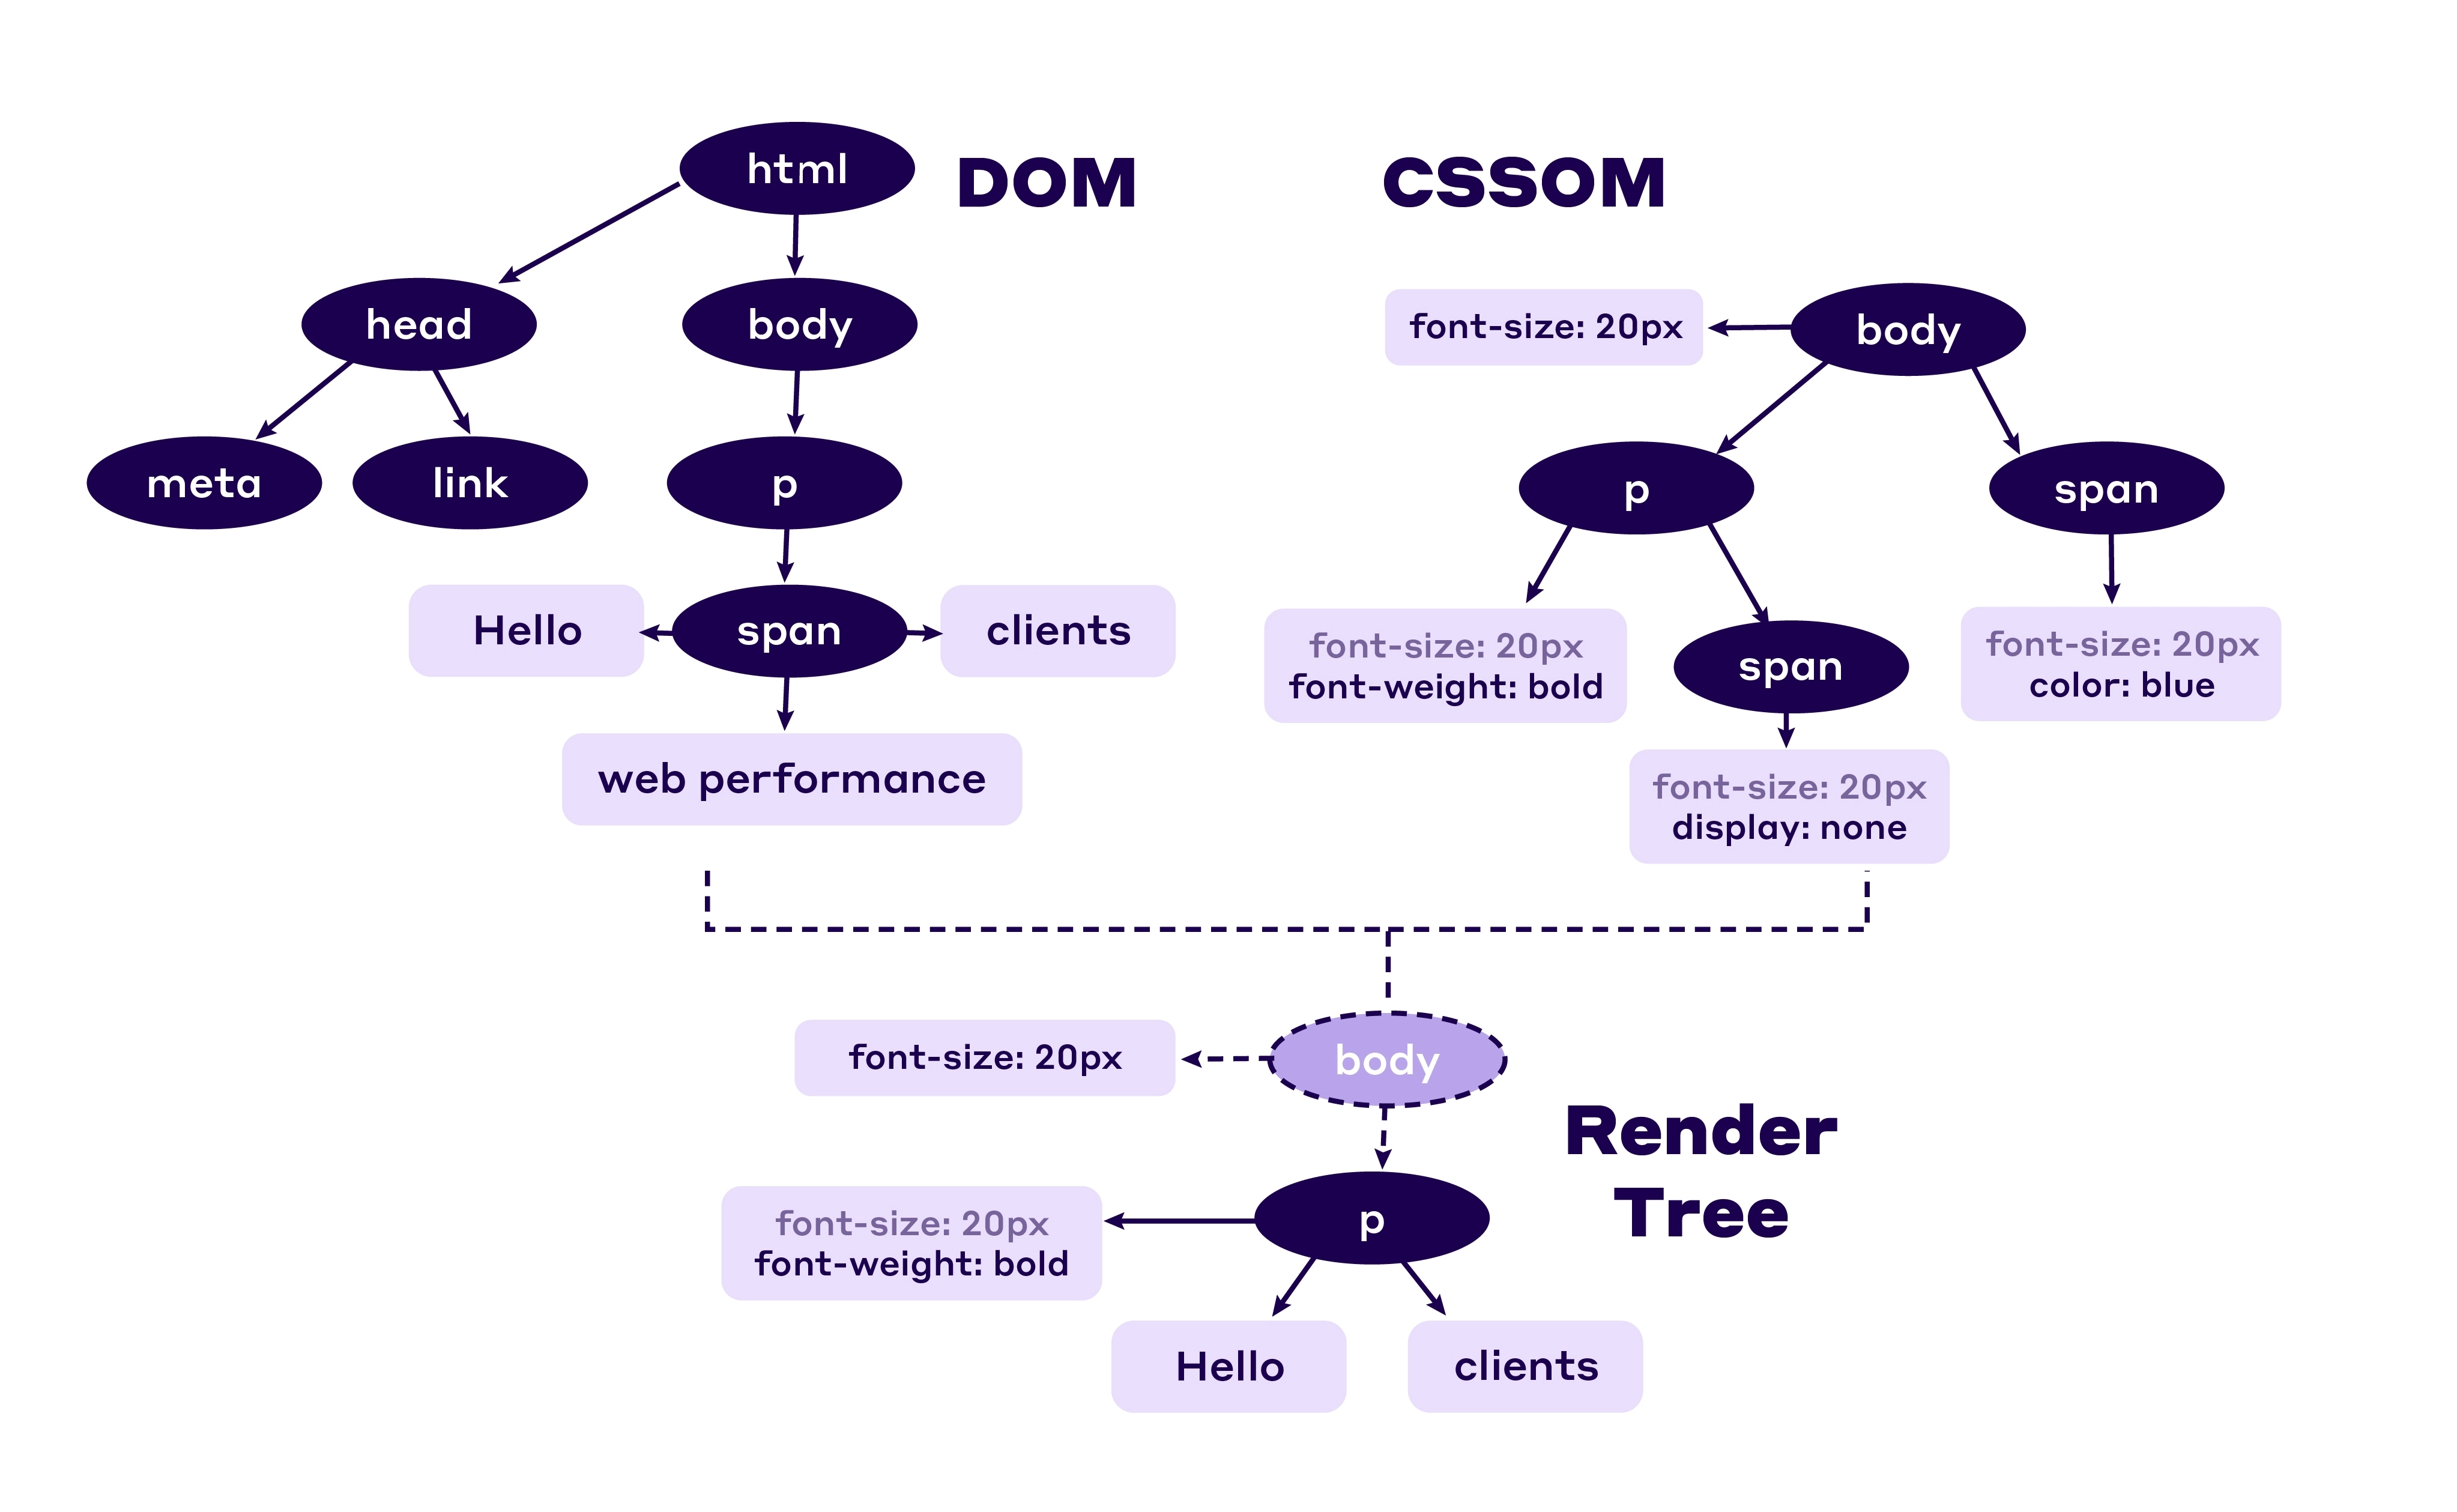 html
DOM
head
body
meta
link
p
Hello
span
clients
web performance
CSSOM
font-size: 20px
body
p
span
font-size: 20px
font-weight: bold
span
font-size: 20px
color: blue
font-size: 20px
display: none
font-size: 20px
body
Render
Tree
font-size: 20px
font-weight: bold
p
Hello
clients